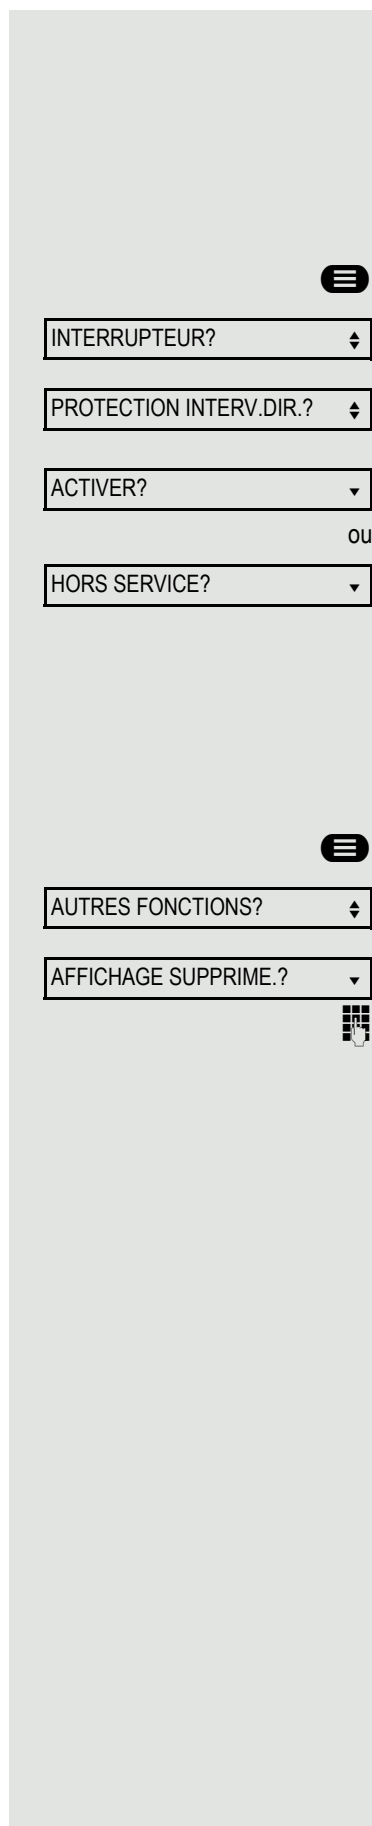 INTERRUPTEUR?
PROTECTION INTERV.DIR.?
ACTIVER?
ou
HORS SERVICE?
AUTRES FONCTIONS?
AFFICHAGE SUPPRIME.?